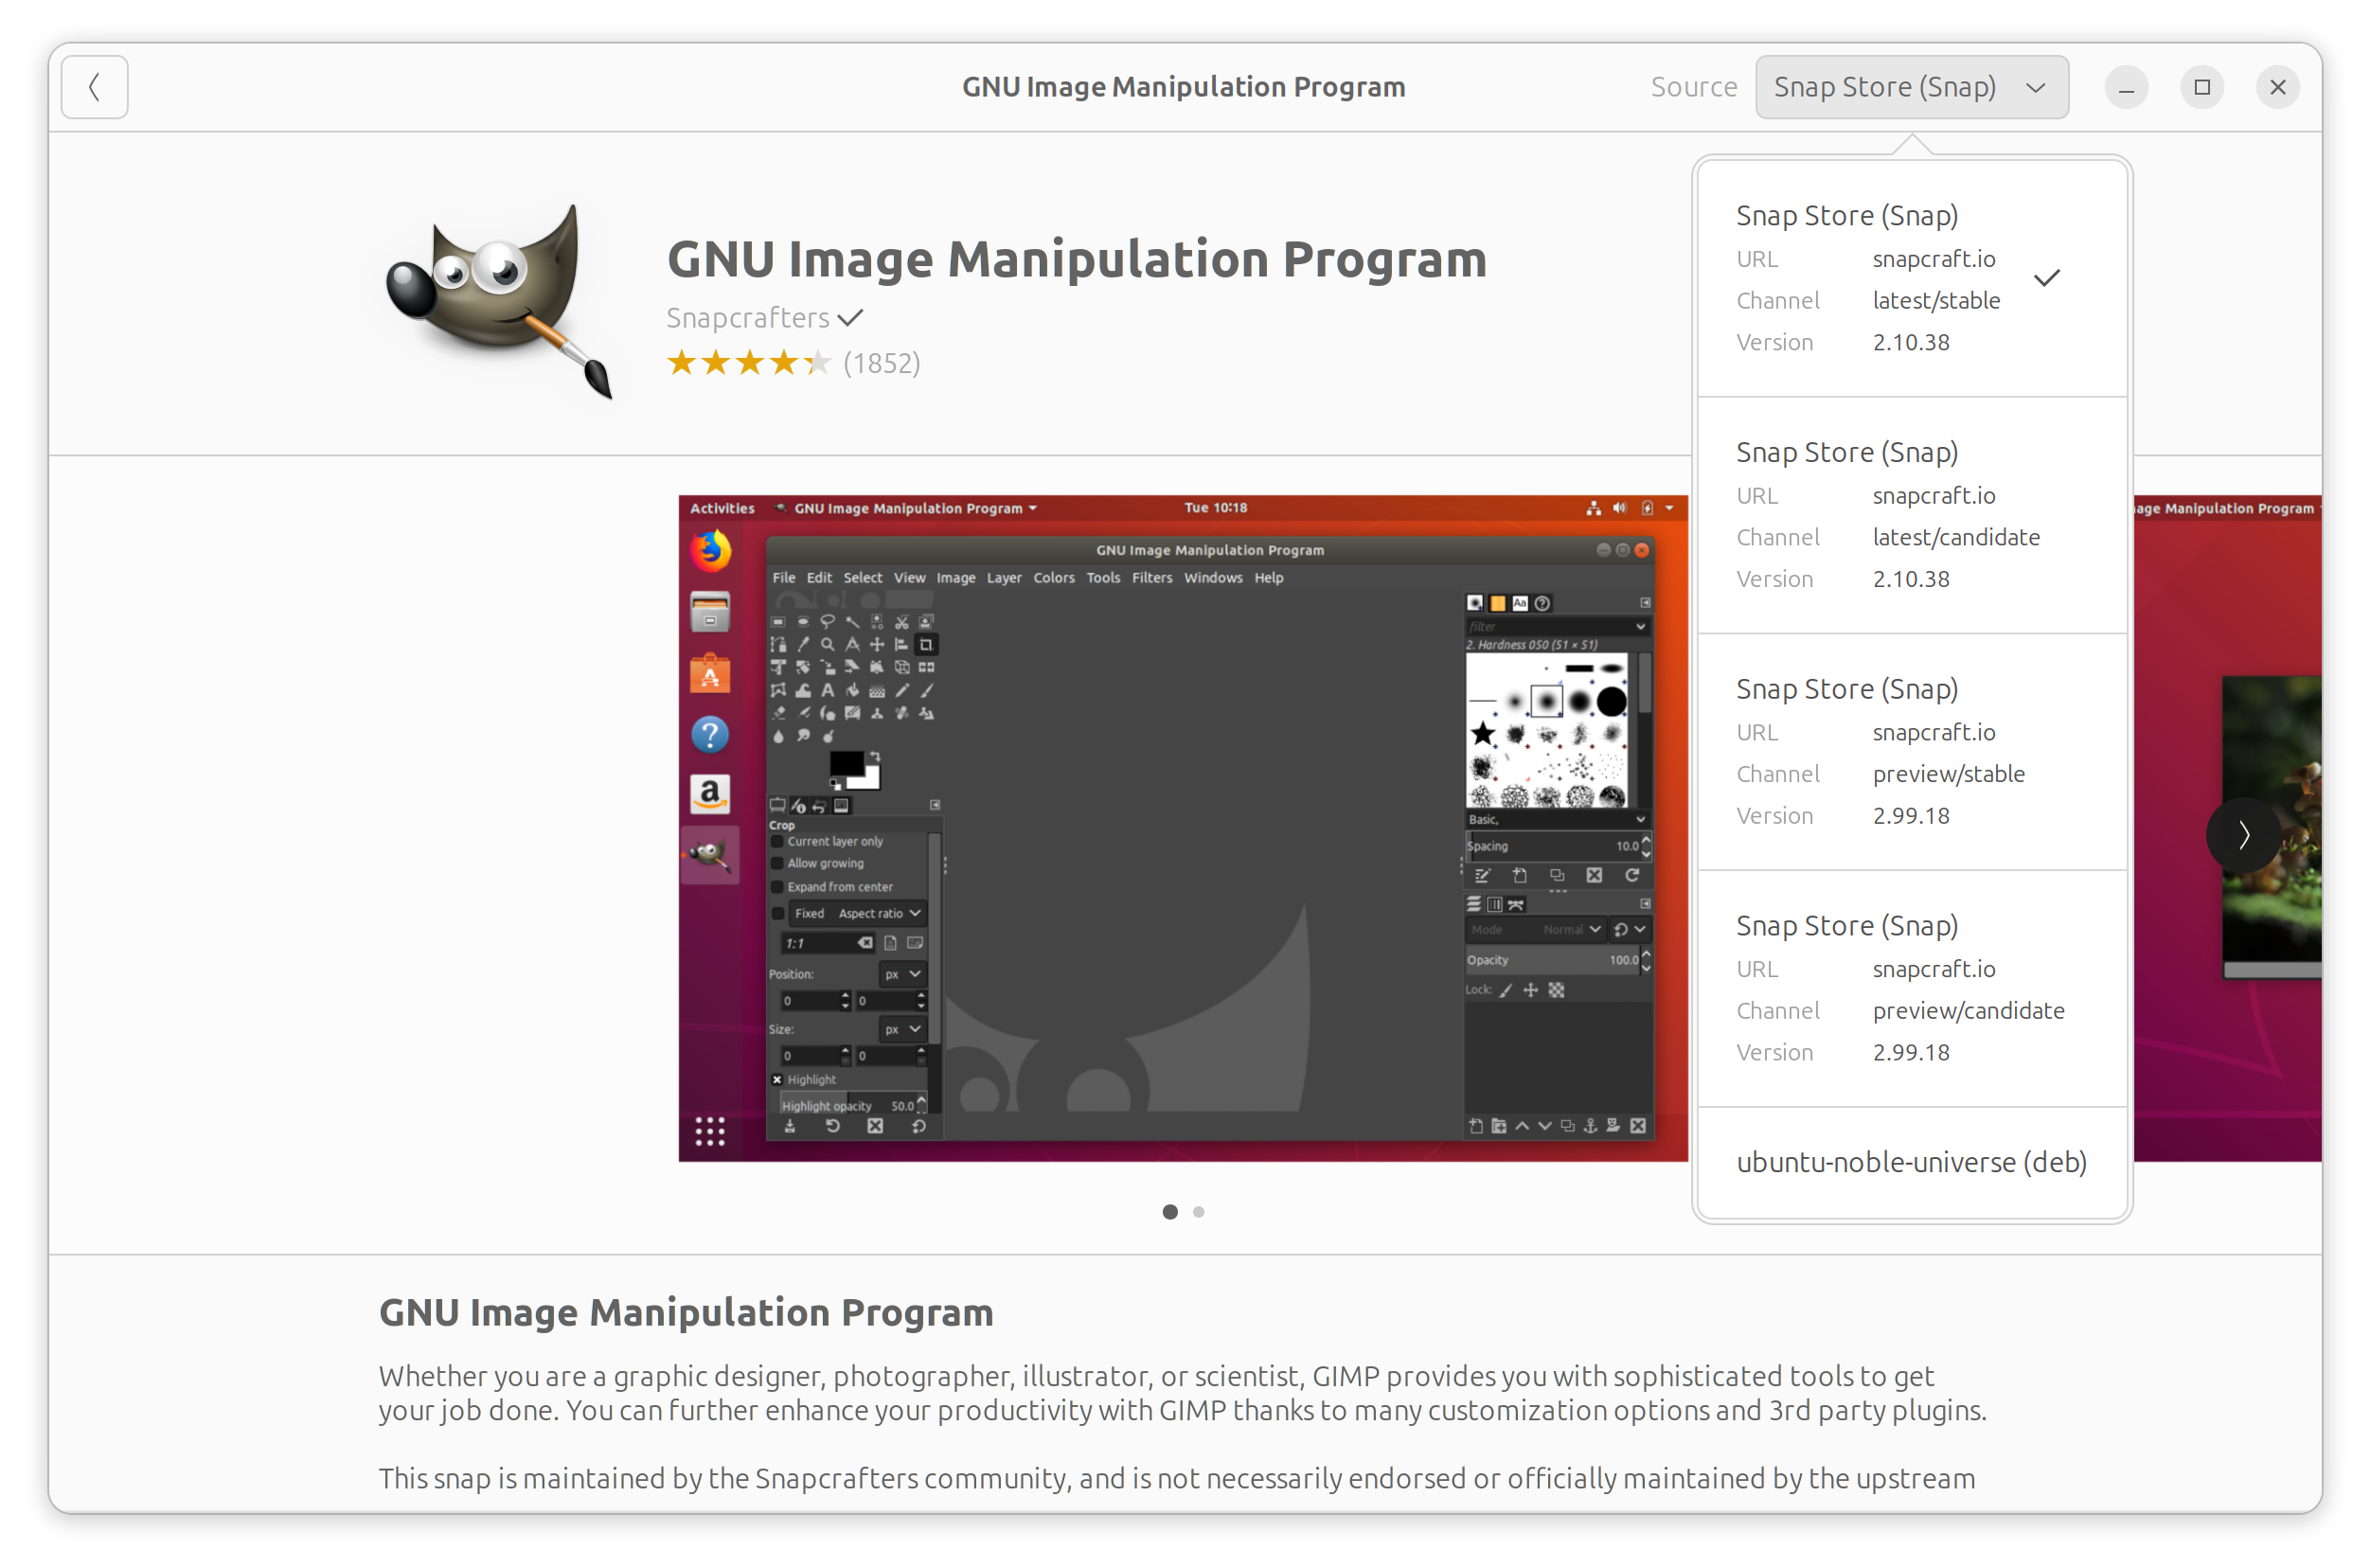 GNU Image Manipulation Program
Source
Snap Store (Snap)
GNU Image Manipulation Program
Snapcrafters
(1852)
Snap Store (Snap)
URL snapcraft.io
Channel latest/stable
Version 2.10.38
Snap Store (Snap)
URL snapcraft.io
Channel latest/candidate
Version 2.10.38
Snap Store (Snap)
URL snapcraft.io
Channel preview/stable
Version 2.99.18
Snap Store (Snap)
URL snapcraft.io
Channel preview/candidate
Version 2.99.18
ubuntu-noble-universe (deb)
Activities GNU Image Manipulation Program Tue 10:18
GNU Image Manipulation Program
File Edit Select View Image Layer Colors Tools Filters Windows Help
filter
2. Hardness 050 (51 × 51)
Basic,
Spacing 10.0
Mode Normal
Opacity 100.0
Lock:
Crop
Current layer only
Allow growing
Expand from center
Fixed Aspect ratio
1:1
Position: px
0 0
Size: px
0 0
Highlight
Highlight opacity 50.0
Manipulation Program
GNU Image Manipulation Program
Whether you are a graphic designer, photographer, illustrator, or scientist, GIMP provides you with sophisticated tools to get
your job done. You can further enhance your productivity with GIMP thanks to many customization options and 3rd party plugins.
This snap is maintained by the Snapcrafters community, and is not necessarily endorsed or officially maintained by the upstream